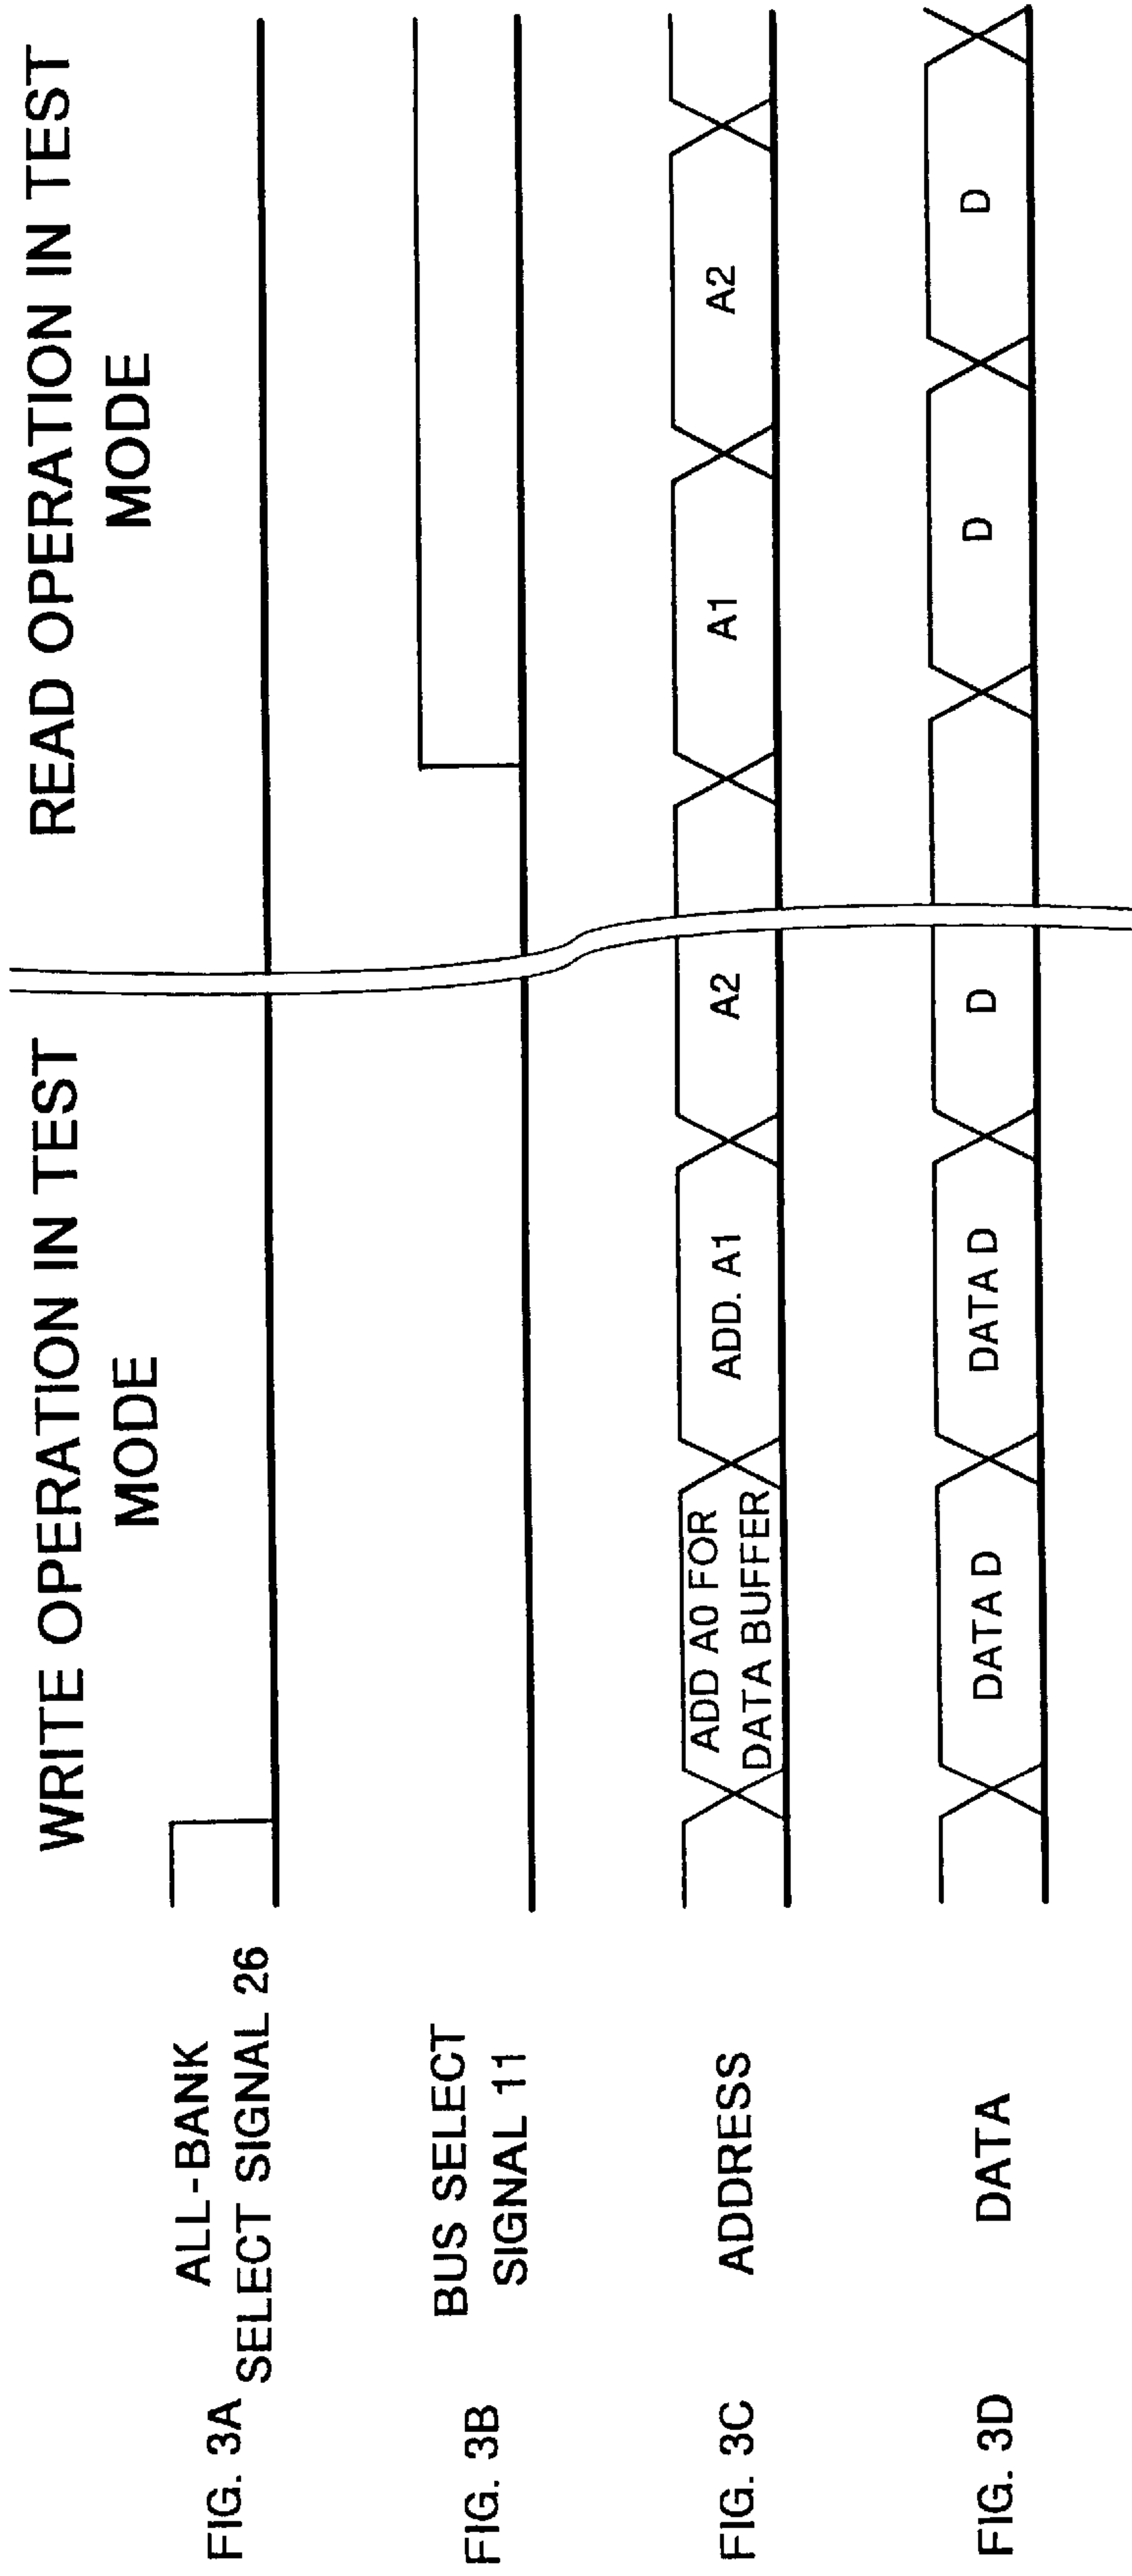 WRITE OPERATION IN TEST
MODE
READ OPERATION IN TEST
MODE
FIG. 3A
ALL-BANK
SELECT SIGNAL 26
FIG. 3B
BUS SELECT
SIGNAL 11
FIG. 3C
ADDRESS
ADD A0 FOR
DATA BUFFER
ADD. A1
A2
A1
A2
FIG. 3D
DATA
DATA D
DATA D
D
D
D